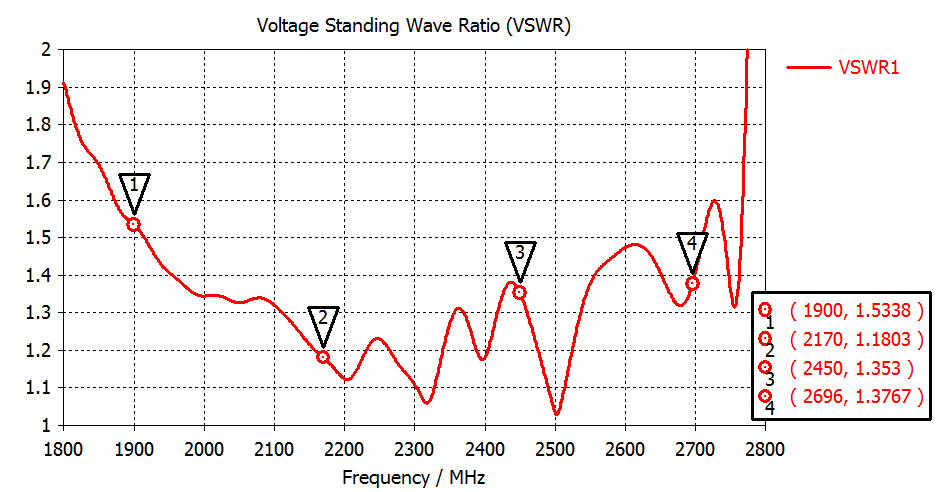 Voltage Standing Wave Ratio (VSWR)
2
1.9
1.8
1.7
1.6
1.5
1.4
1.3
1.2
1.1
1
1800 1900 2000 2100 2200 2300 2400 2500 2600 2700 2800
Frequency / MHz
VSWR1
1
2
3
4
1 ( 1900, 1.5338 )
2 ( 2170, 1.1803 )
3 ( 2450, 1.353 )
4 ( 2696, 1.3767 )